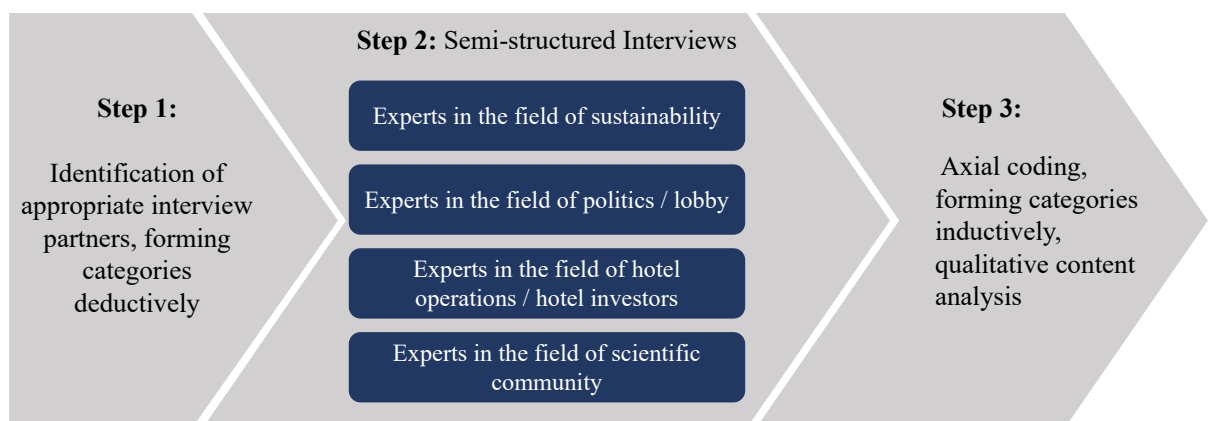 Step 1:
Identification of
appropriate interview
partners, forming
categories
deductively
Step 2: Semi-structured Interviews
Experts in the field of sustainability
Experts in the field of politics / lobby
Experts in the field of hotel
operations / hotel investors
Experts in the field of scientific
community
Step 3:
Axial coding,
forming categories
inductively,
qualitative content
analysis